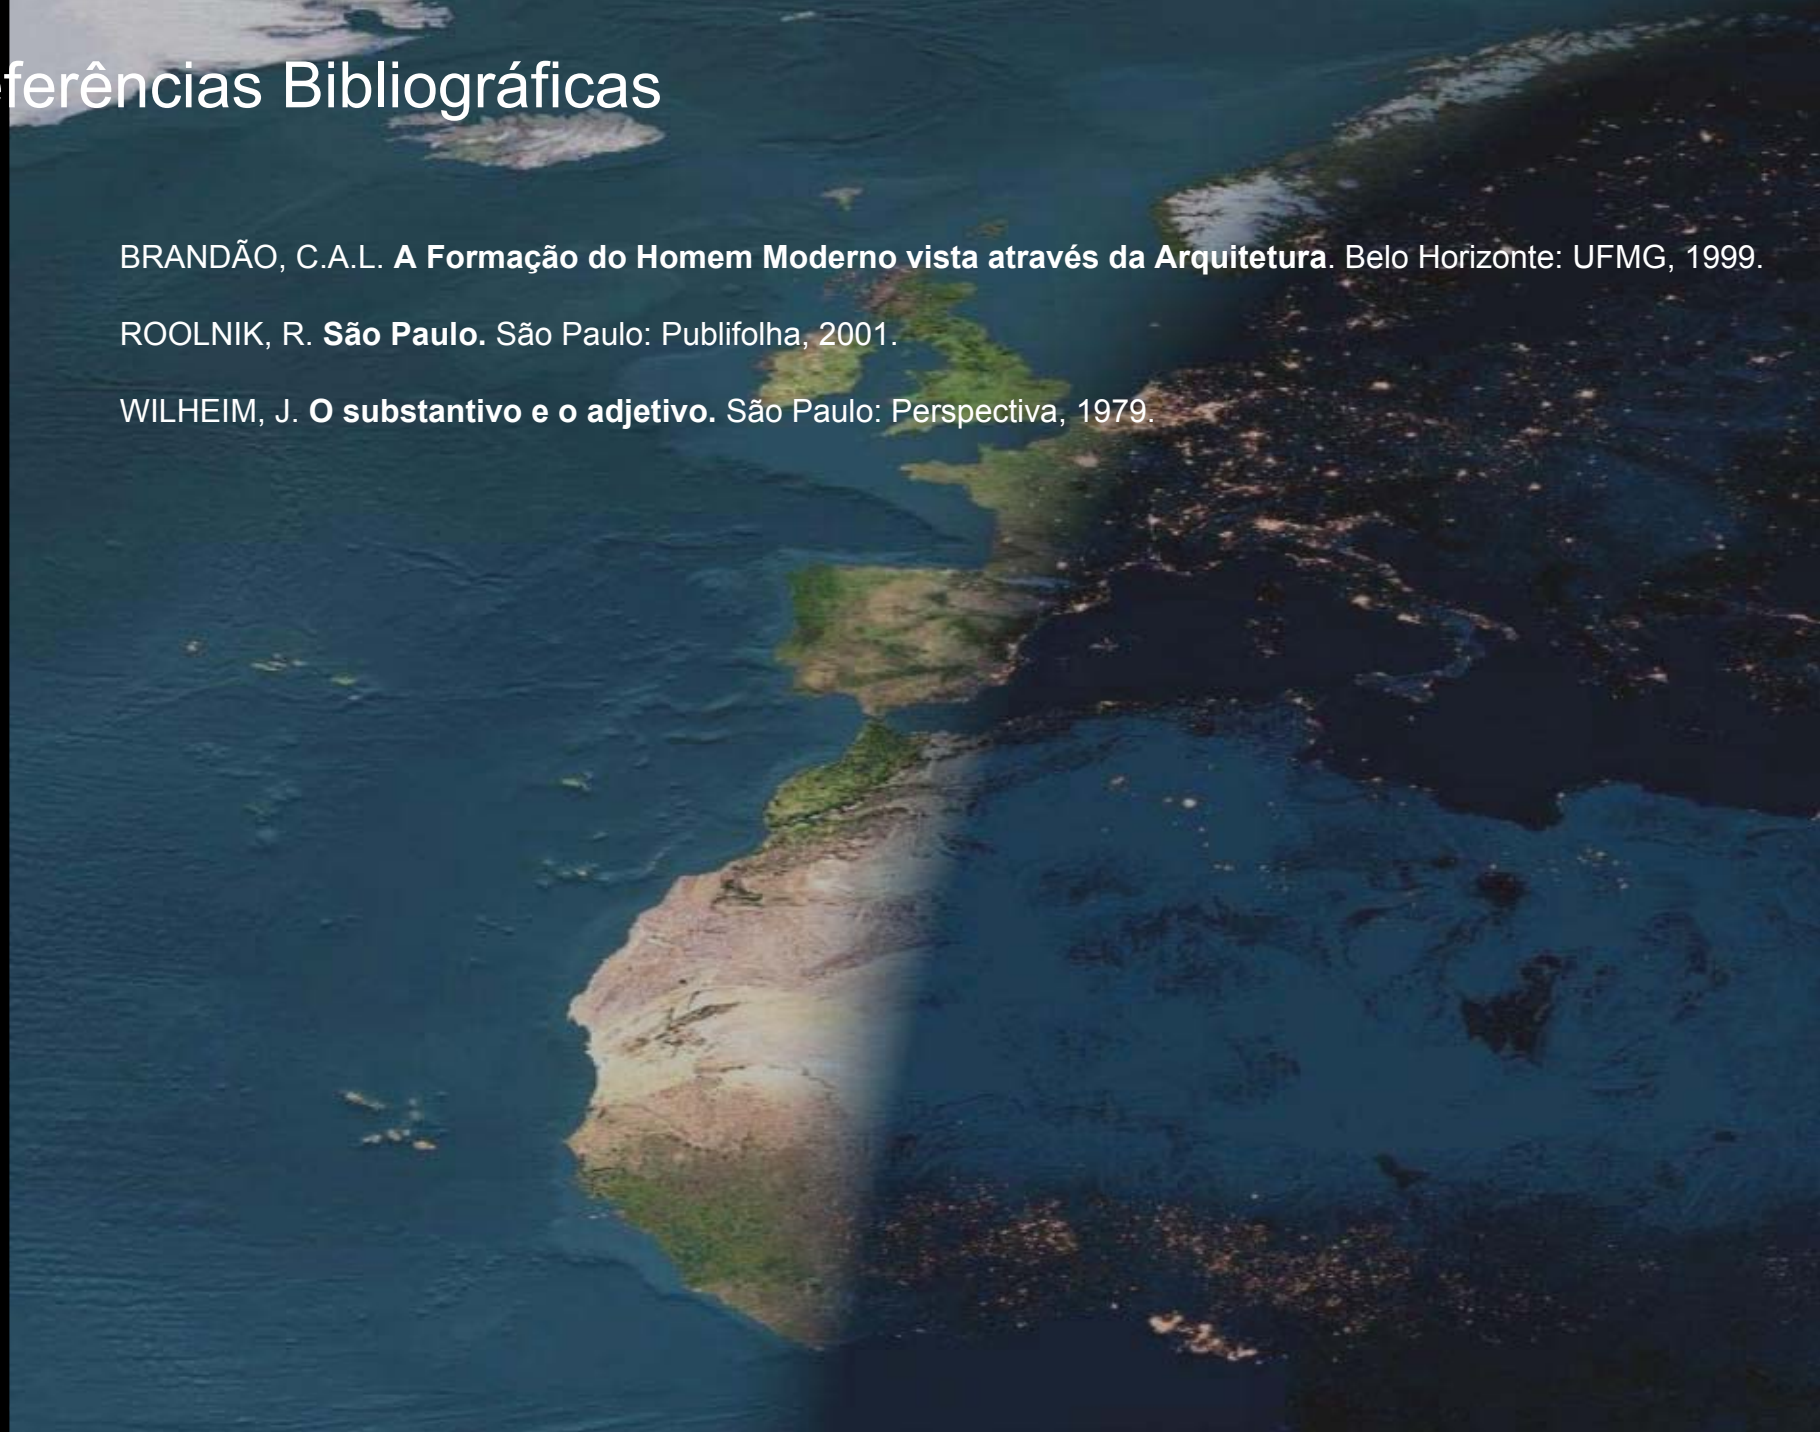 ferências Bibliográficas
BRANDÃO, C.A.L. A Formação do Homem Moderno vista através da Arquitetura. Belo Horizonte: UFMG, 1999.
ROOLNIK, R. São Paulo. São Paulo: Publifolha, 2001.
WILHEIM, J. O substantivo e o adjetivo. São Paulo: Perspectiva, 1979.